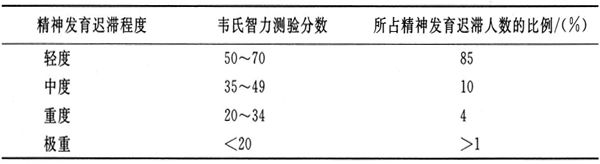 精神发育迟滞程度 韦氏智力测验分数 所占精神发育迟滞人数的比例/(%)
轻度 50～70 85
中度 35～49 10
重度 20～34 4
极重 <20 >1